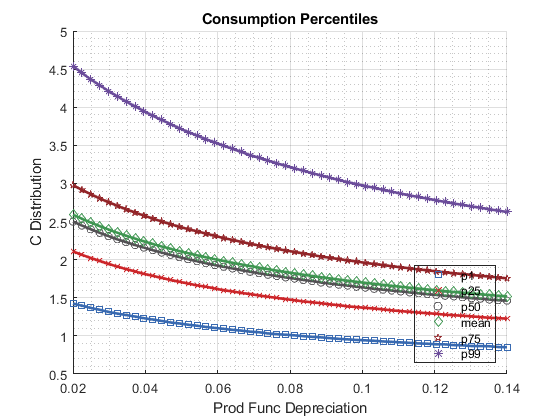 Consumption Percentiles
5
4.5
4
3.5
3
2.5
2
1.5
1
0.5
C Distribution
p1
p25
p50
mean
p75
p99
0.02 0.04 0.06 0.08 0.1 0.12 0.14
Prod Func Depreciation